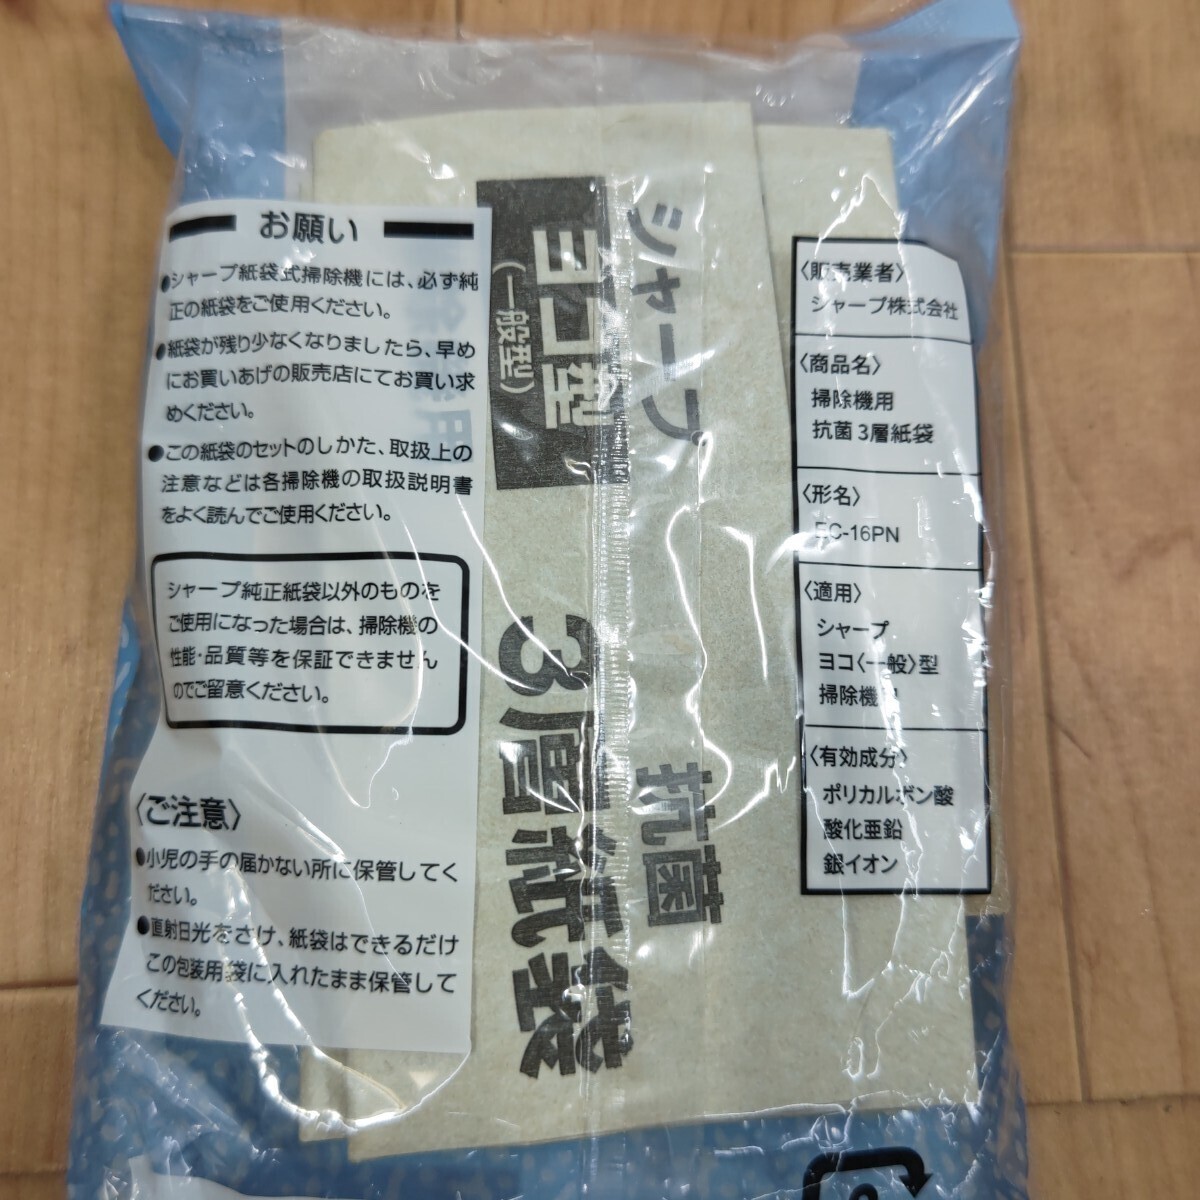 お願い
●シャープ紙袋式掃除機には、必ず純
正の紙袋をご使用ください。
●紙袋が残り少なくなりましたら、早め
にお買いあげの販売店にてお買い求
めください。
●この紙袋のセットのしかた、取扱上の
注意などは各掃除機の取扱説明書
をよく読んでご使用ください。
シャープ純正紙袋以外のものを
ご使用になった場合は、掃除機の
性能・品質等を保証できません
のでご留意ください。
〈ご注意〉
●小児の手の届かない所に保管してく
ださい。
●直射日光をさけ、紙袋はできるだけ
この包装用袋に入れたまま保管して
ください。
シャープ
ヨコ型
(一般型)
抗菌
3層紙袋
〈販売業者〉
シャープ株式会社
〈商品名〉
掃除機用
抗菌3層紙袋
〈形名〉
EC-16PN
〈適用〉
シャープ
ヨコ〈一般〉型
掃除機用
〈有効成分〉
ポリカルボン酸
酸化亜鉛
銀イオン